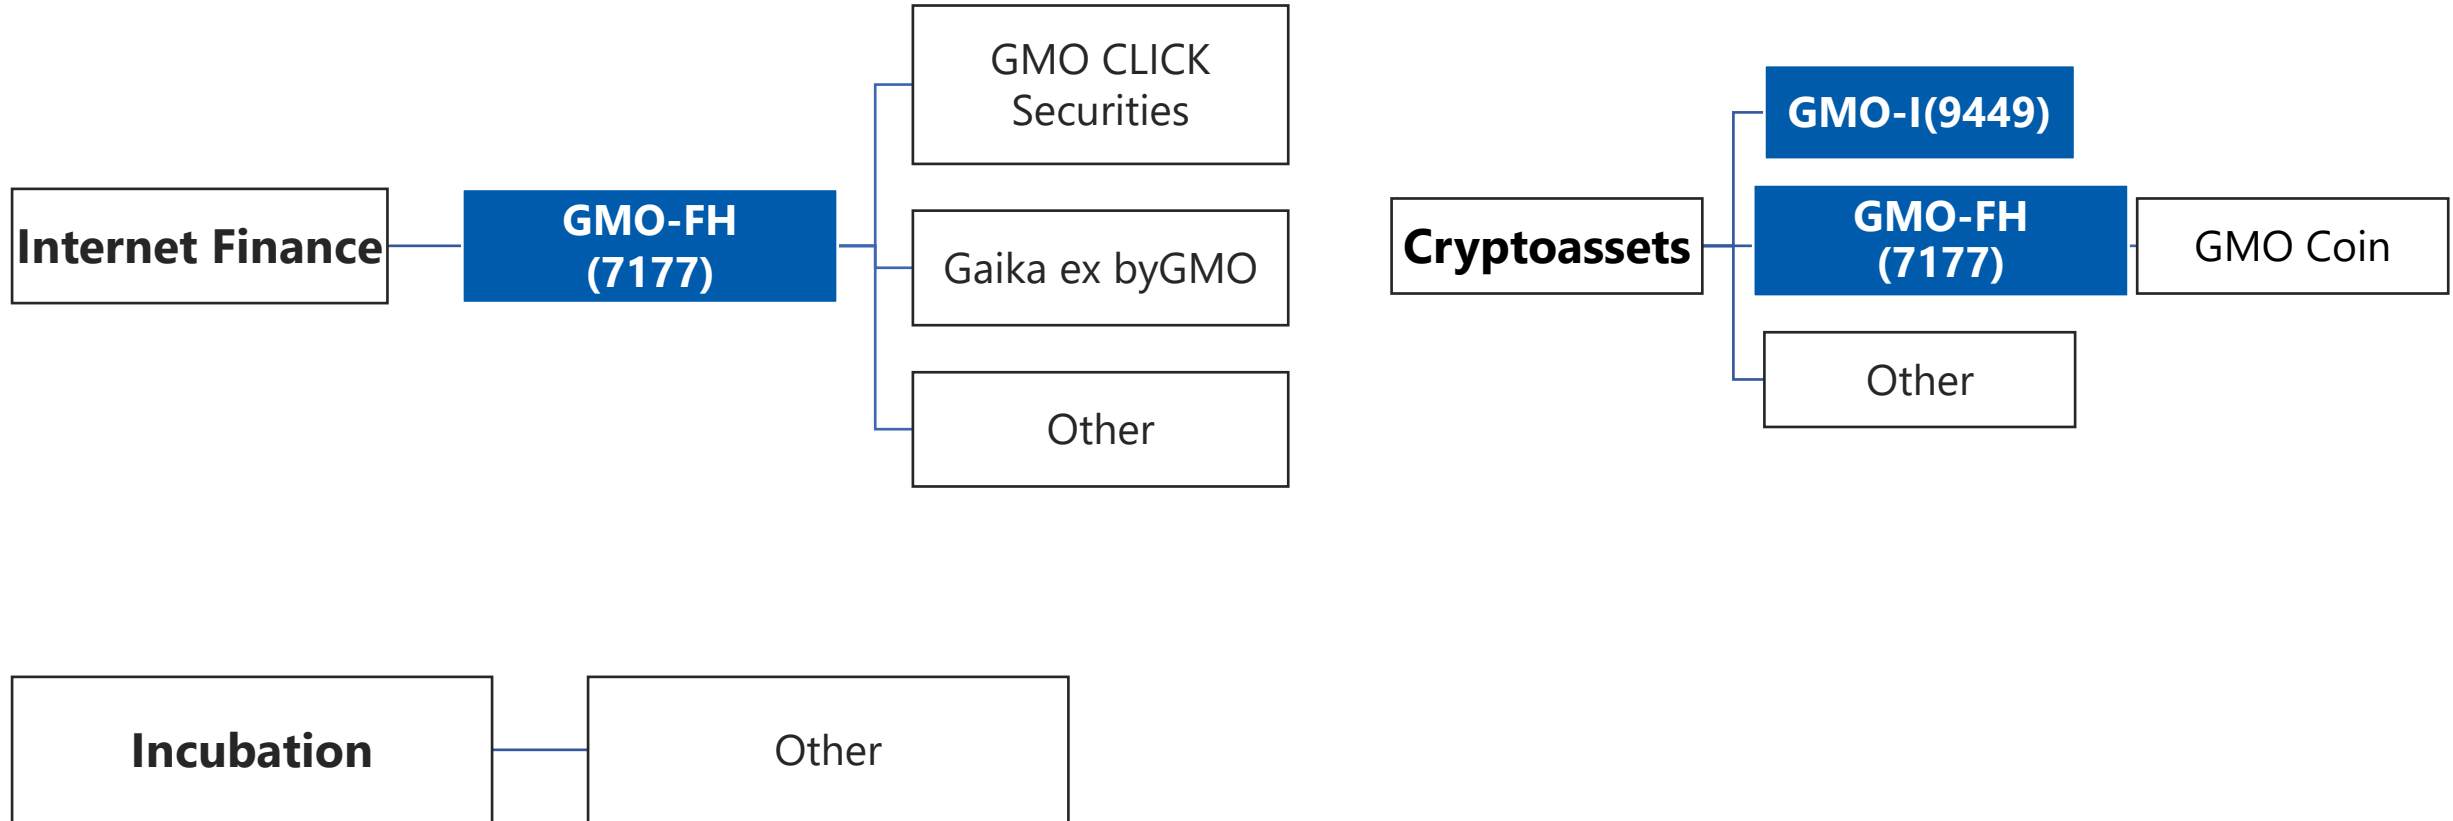 Internet Finance
GMO-FH
(7177)
GMO CLICK
Securities
Gaika ex byGMO
Other
Cryptoassets
GMO-I(9449)
GMO-FH
(7177)
GMO Coin
Other
Incubation
Other